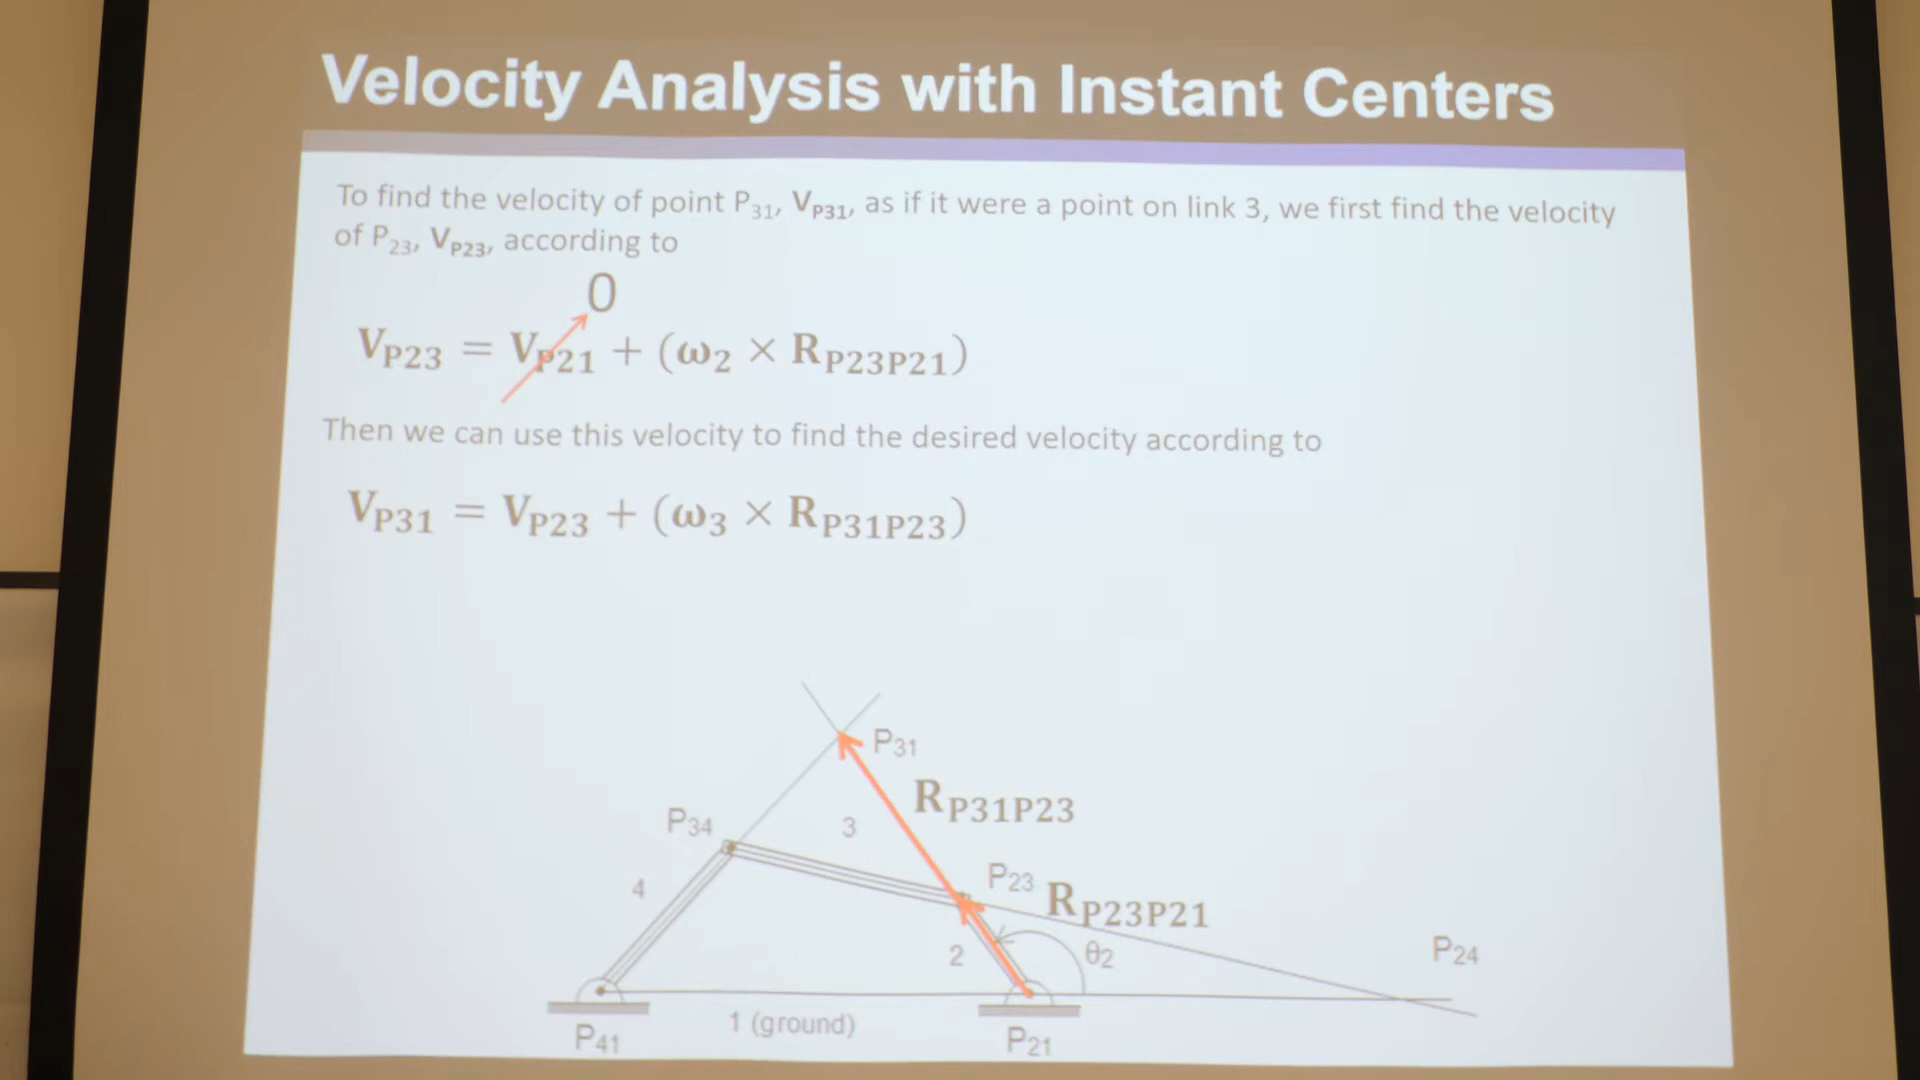 Velocity Analysis with Instant Centers
To find the velocity of point P31, VP31, as if it were a point on link 3, we first find the velocity
of P23, VP23, according to
0
VP23 = VP21 + (ω2 × RP23P21)
Then we can use this velocity to find the desired velocity according to
VP31 = VP23 + (ω3 × RP31P23)
P31
RP31P23
P34
3
P23
RP23P21
4
2
θ2
P24
1 (ground)
P41
P21